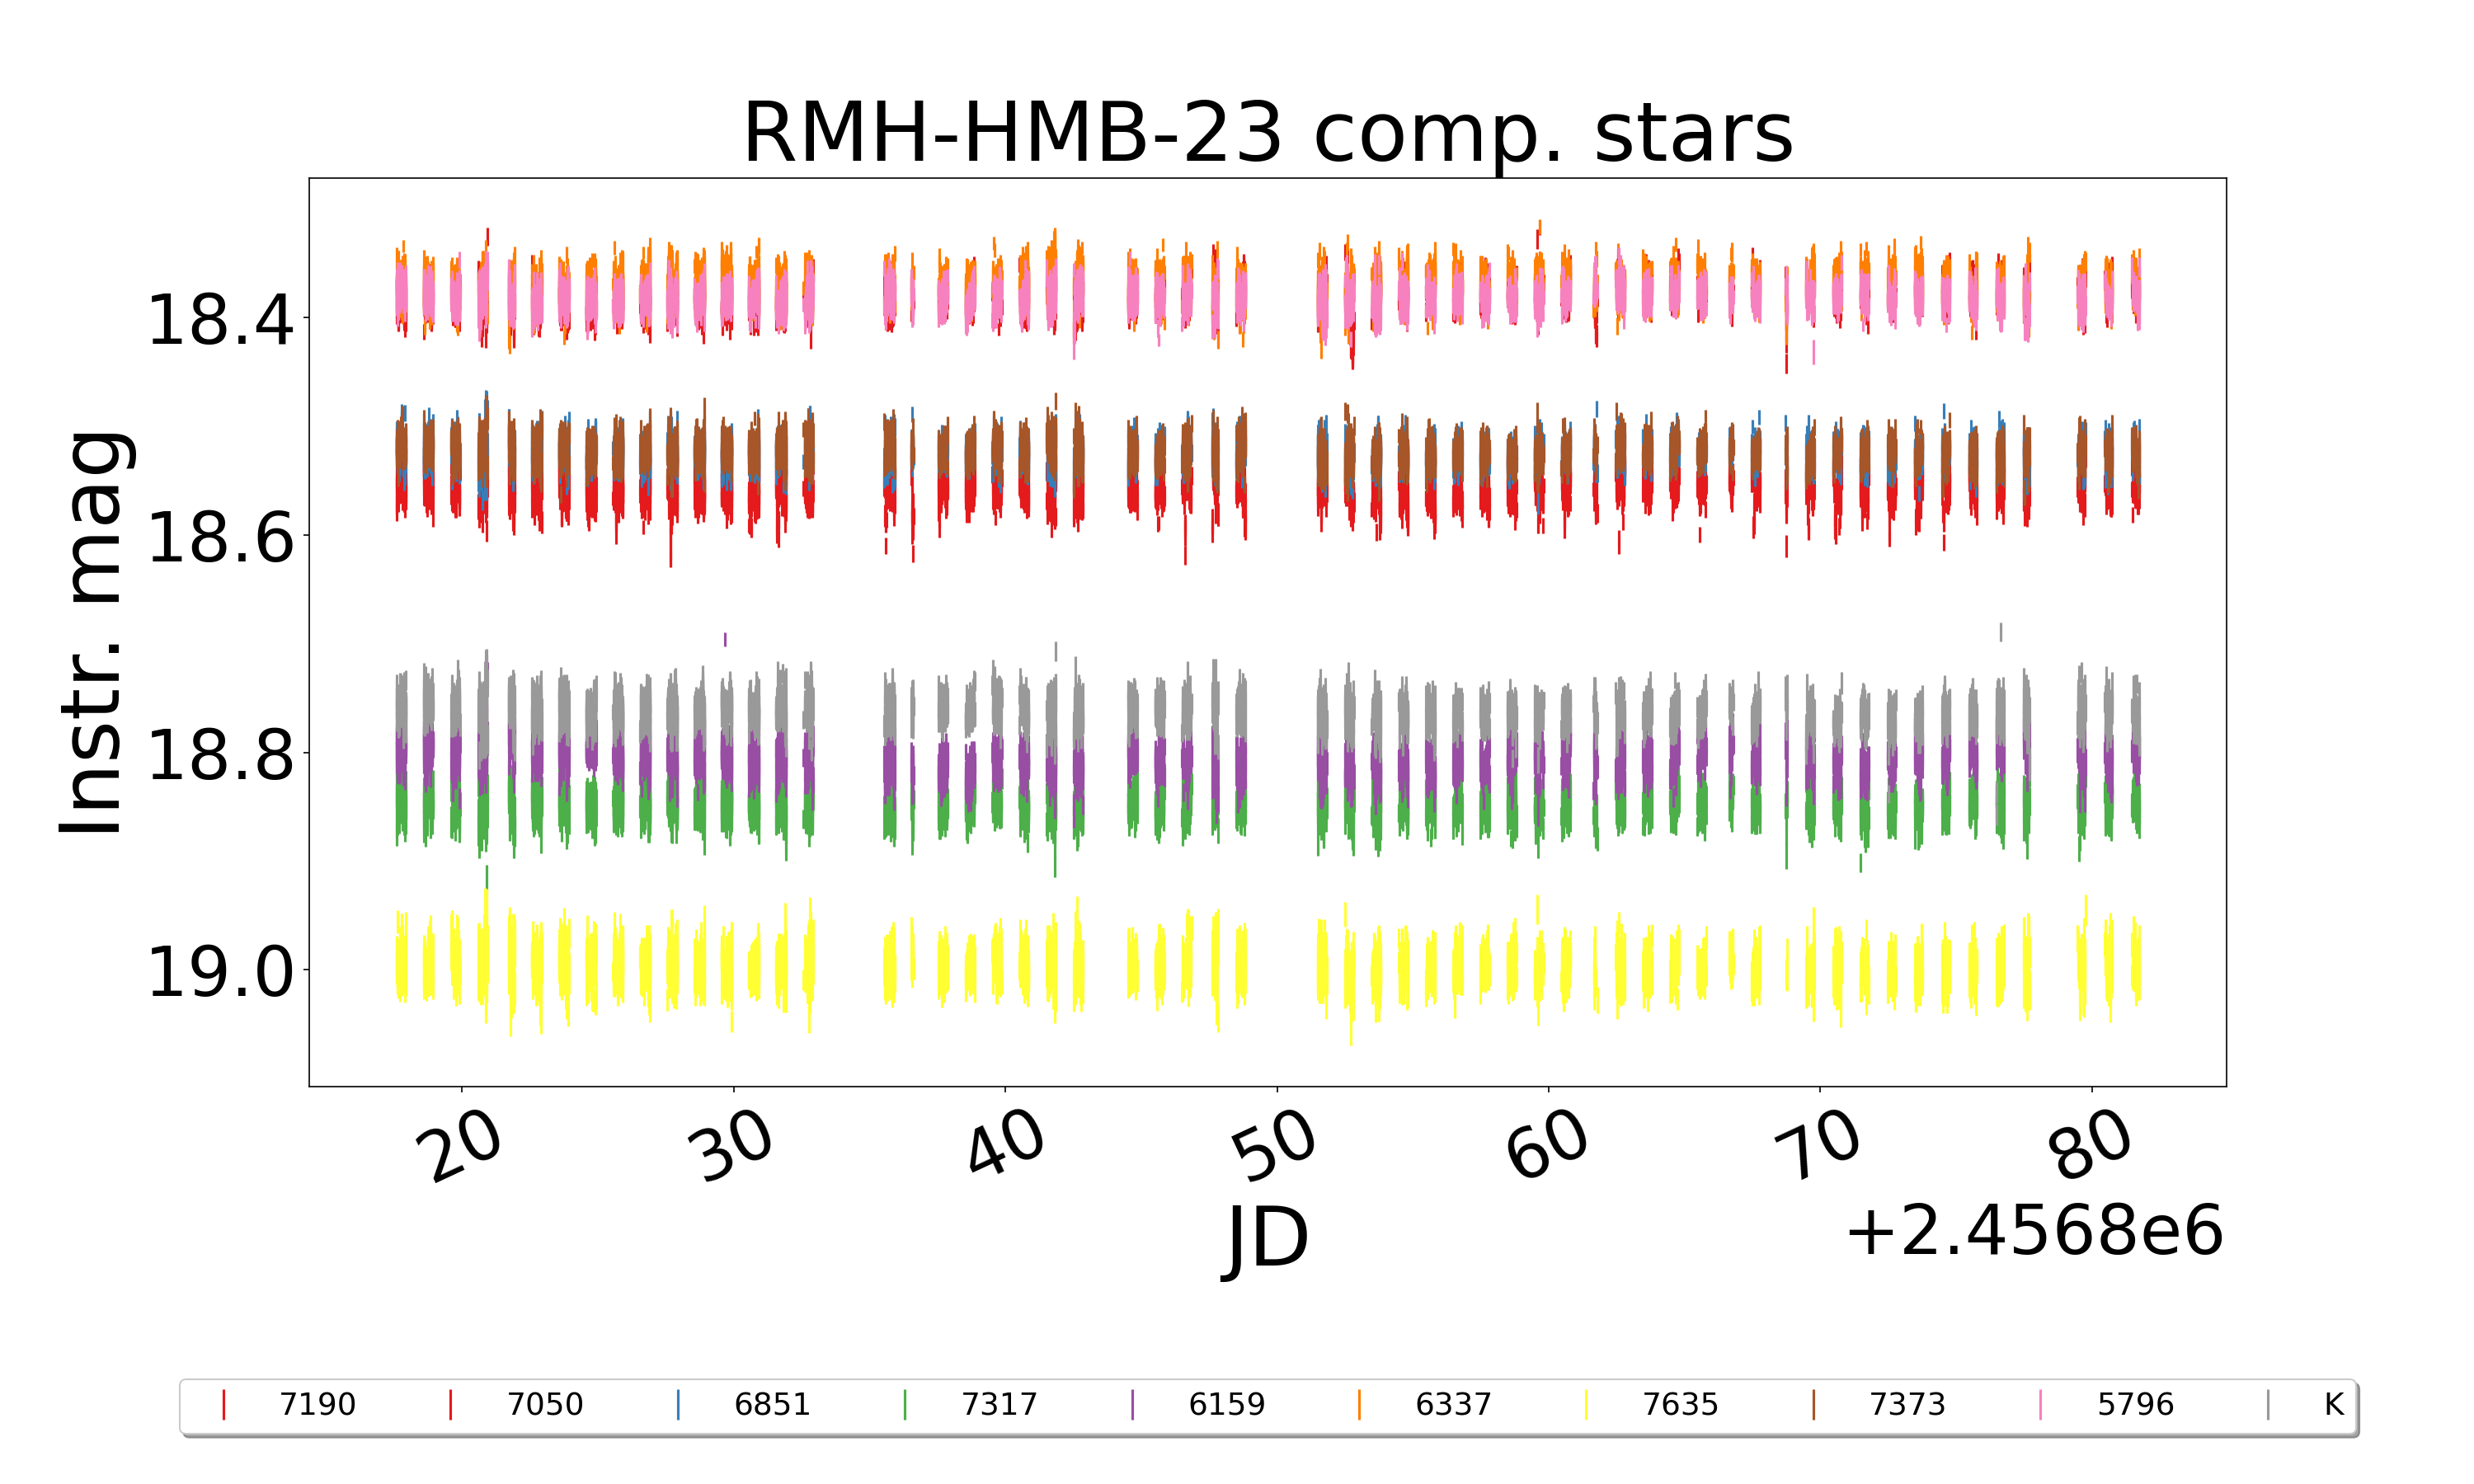 RMH-HMB-23 comp. stars
Instr. mag
18.4
18.6
18.8
19.0
20 30 40 50 60 70 80
JD
+2.4568e6
7190 7050 6851 7317 6159 6337 7635 7373 5796 K